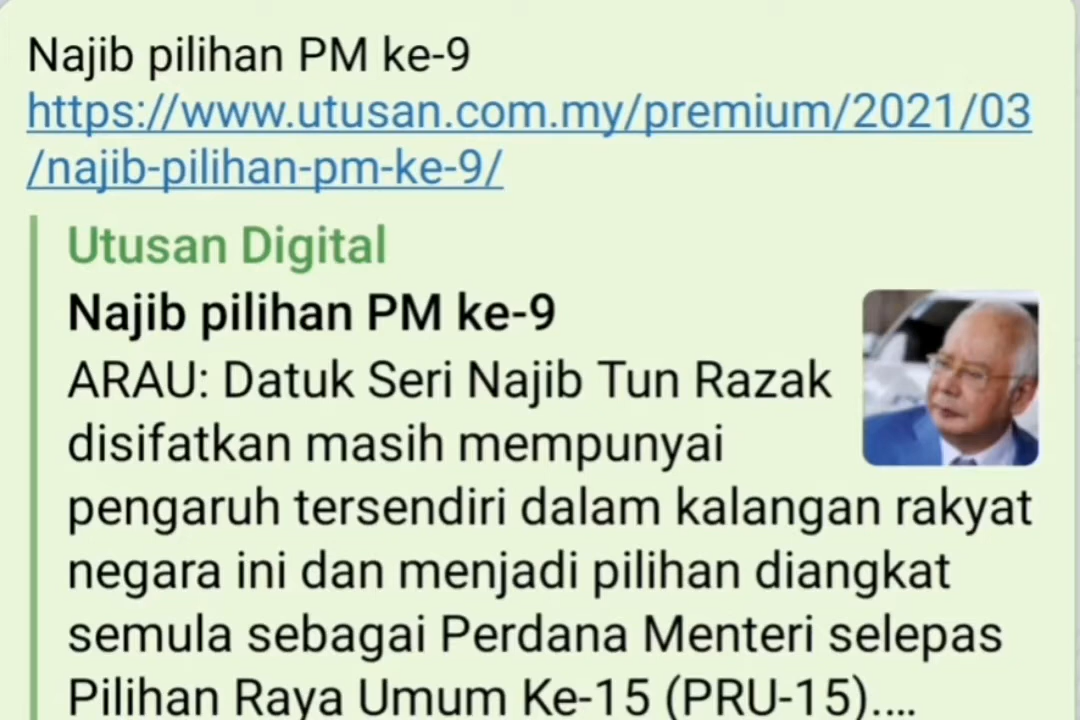 Najib pilihan PM ke-9
https://www.utusan.com.my/premium/2021/03
/najib-pilihan-pm-ke-9/
Utusan Digital
Najib pilihan PM ke-9
ARAU: Datuk Seri Najib Tun Razak
disifatkan masih mempunyai
pengaruh tersendiri dalam kalangan rakyat
negara ini dan menjadi pilihan diangkat
semula sebagai Perdana Menteri selepas
Pilihan Raya Umum Ke-15 (PRU-15)....